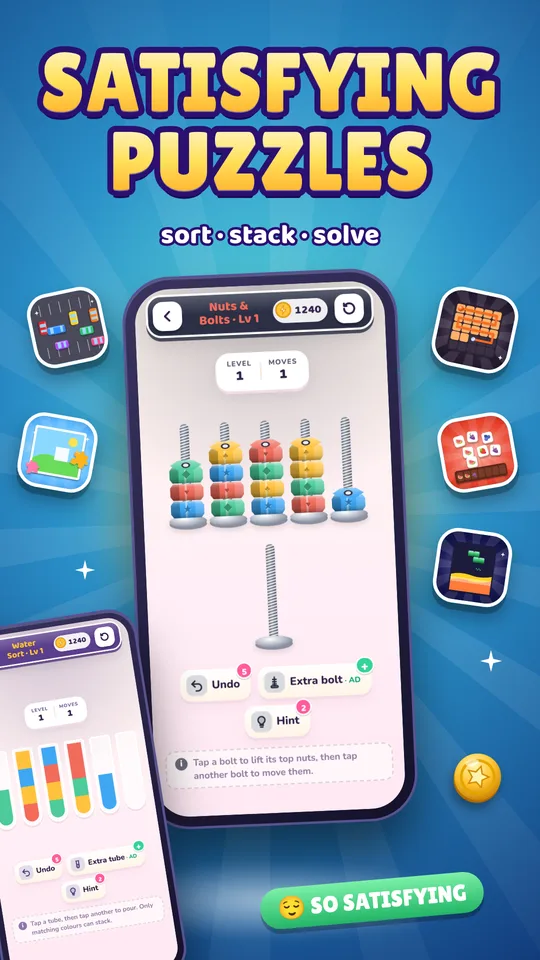 SATISFYING
PUZZLES
sort • stack • solve
Nuts &
Bolts · Lv 1
1240
LEVEL
1
MOVES
1
Undo
5
Extra bolt · AD
+
Hint
2
Tap a bolt to lift its top nuts, then tap
another bolt to move them.
Water
Sort · Lv 1
1240
LEVEL
1
MOVES
1
Undo
5
Extra tube · AD
+
Hint
2
Tap a tube, then tap another to pour. Only
matching colours can stack.
SO SATISFYING